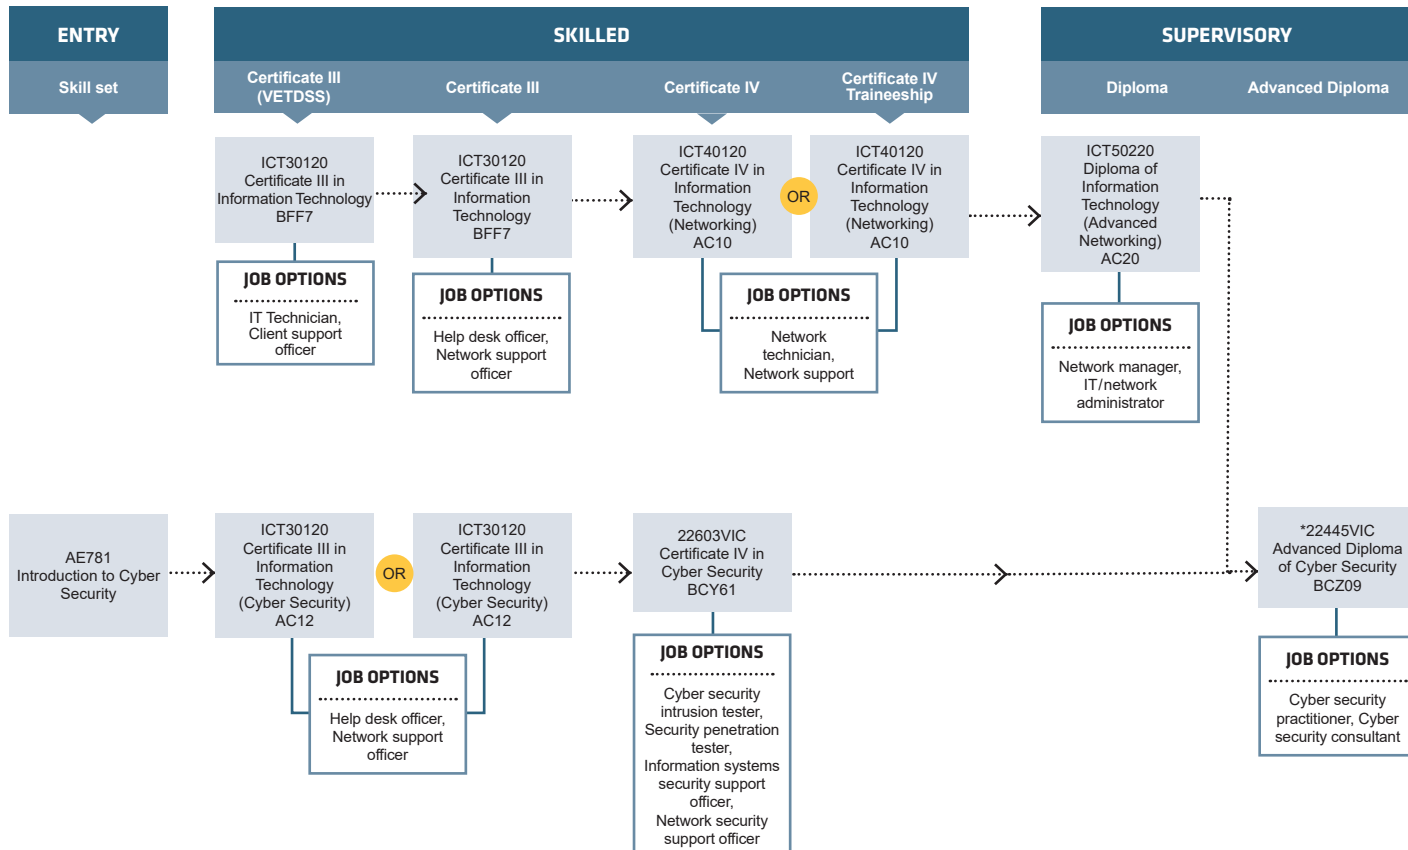 ENTRY
SKILLED
SUPERVISORY
Skill set
Certificate III
(VETDSS)
Certificate III
Certificate IV
Certificate IV
Traineeship
Diploma
Advanced Diploma
ICT30120
Certificate III in
Information Technology
BFF7
ICT30120
Certificate III in
Information
Technology
BFF7
ICT40120
Certificate IV in
Information
Technology
(Networking)
AC10
OR
ICT40120
Certificate IV in
Information
Technology
(Networking)
AC10
ICT50220
Diploma of
Information
Technology
(Advanced
Networking)
AC20
JOB OPTIONS
IT Technician,
Client support
officer
JOB OPTIONS
Help desk officer,
Network support
officer
JOB OPTIONS
Network
technician,
Network support
JOB OPTIONS
Network manager,
IT/network
administrator
AE781
Introduction to Cyber
Security
ICT30120
Certificate III in
Information
Technology
(Cyber Security)
AC12
OR
ICT30120
Certificate III in
Information
Technology
(Cyber Security)
AC12
22603VIC
Certificate IV in
Cyber Security
BCY61
*22445VIC
Advanced Diploma
of Cyber Security
BCZ09
JOB OPTIONS
Help desk officer,
Network support
officer
JOB OPTIONS
Cyber security
intrusion tester,
Security penetration
tester,
Information systems
security support
officer,
Network security
support officer
JOB OPTIONS
Cyber security
practitioner, Cyber
security consultant